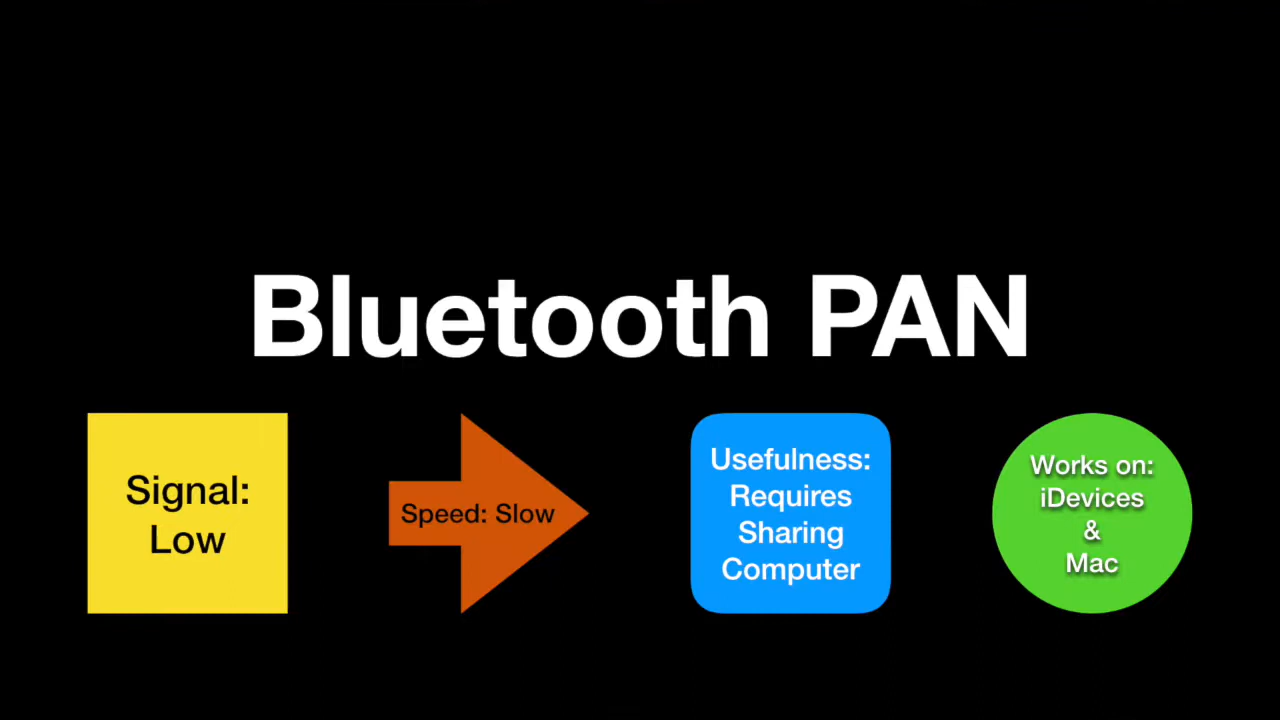 Bluetooth PAN
Signal:
Low
Speed: Slow
Usefulness:
Requires
Sharing
Computer
Works on:
iDevices
&
Mac